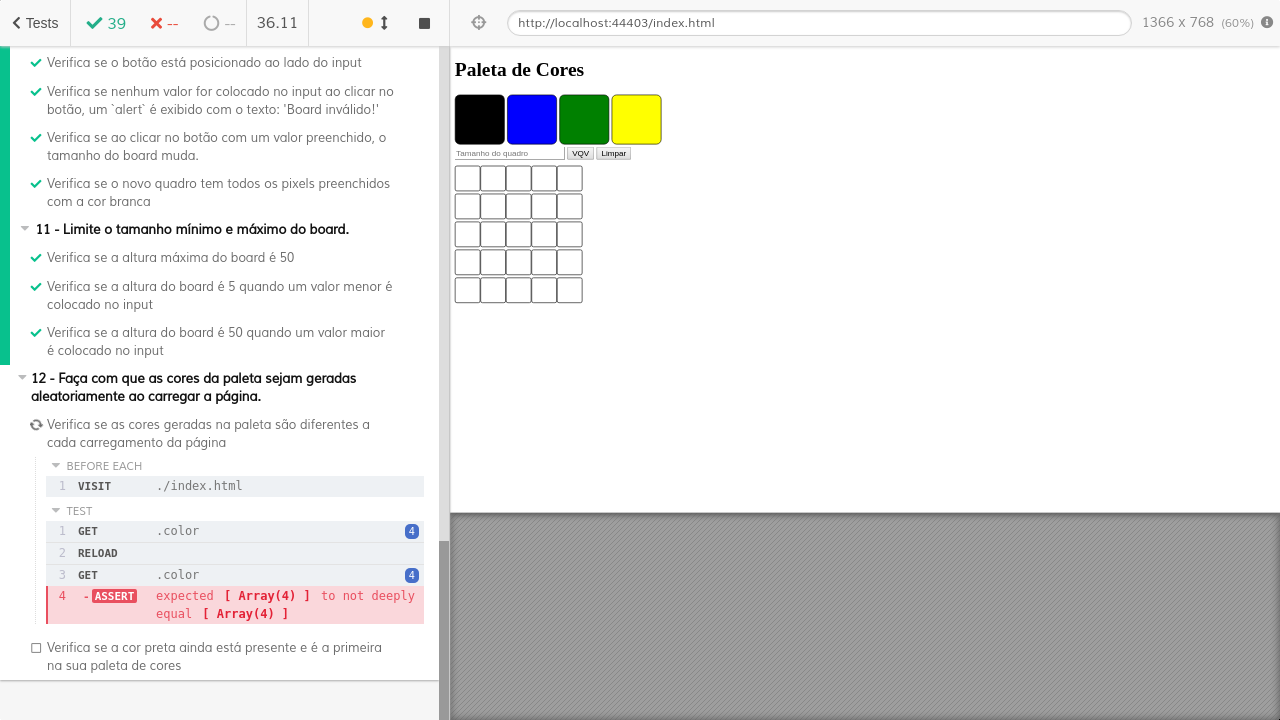 Tests
39
--
--
36.11
http://localhost:44403/index.html
1366 x 768 (60%)
Verifica se o botão está posicionado ao lado do input
Verifica se nenhum valor for colocado no input ao clicar no
botão, um `alert` é exibido com o texto: 'Board inválido!'
Verifica se ao clicar no botão com um valor preenchido, o
tamanho do board muda.
Verifica se o novo quadro tem todos os pixels preenchidos
com a cor branca
11 - Limite o tamanho mínimo e máximo do board.
Verifica se a altura máxima do board é 50
Verifica se a altura do board é 5 quando um valor menor é
colocado no input
Verifica se a altura do board é 50 quando um valor maior
é colocado no input
12 - Faça com que as cores da paleta sejam geradas
aleatoriamente ao carregar a página.
Verifica se as cores geradas na paleta são diferentes a
cada carregamento da página
BEFORE EACH
1 VISIT ./index.html
TEST
1 GET .color 4
2 RELOAD
3 GET .color 4
4 -ASSERT expected [ Array(4) ] to not deeply
equal [ Array(4) ]
Verifica se a cor preta ainda está presente e é a primeira
na sua paleta de cores
Paleta de Cores
Tamanho do quadro VQV Limpar